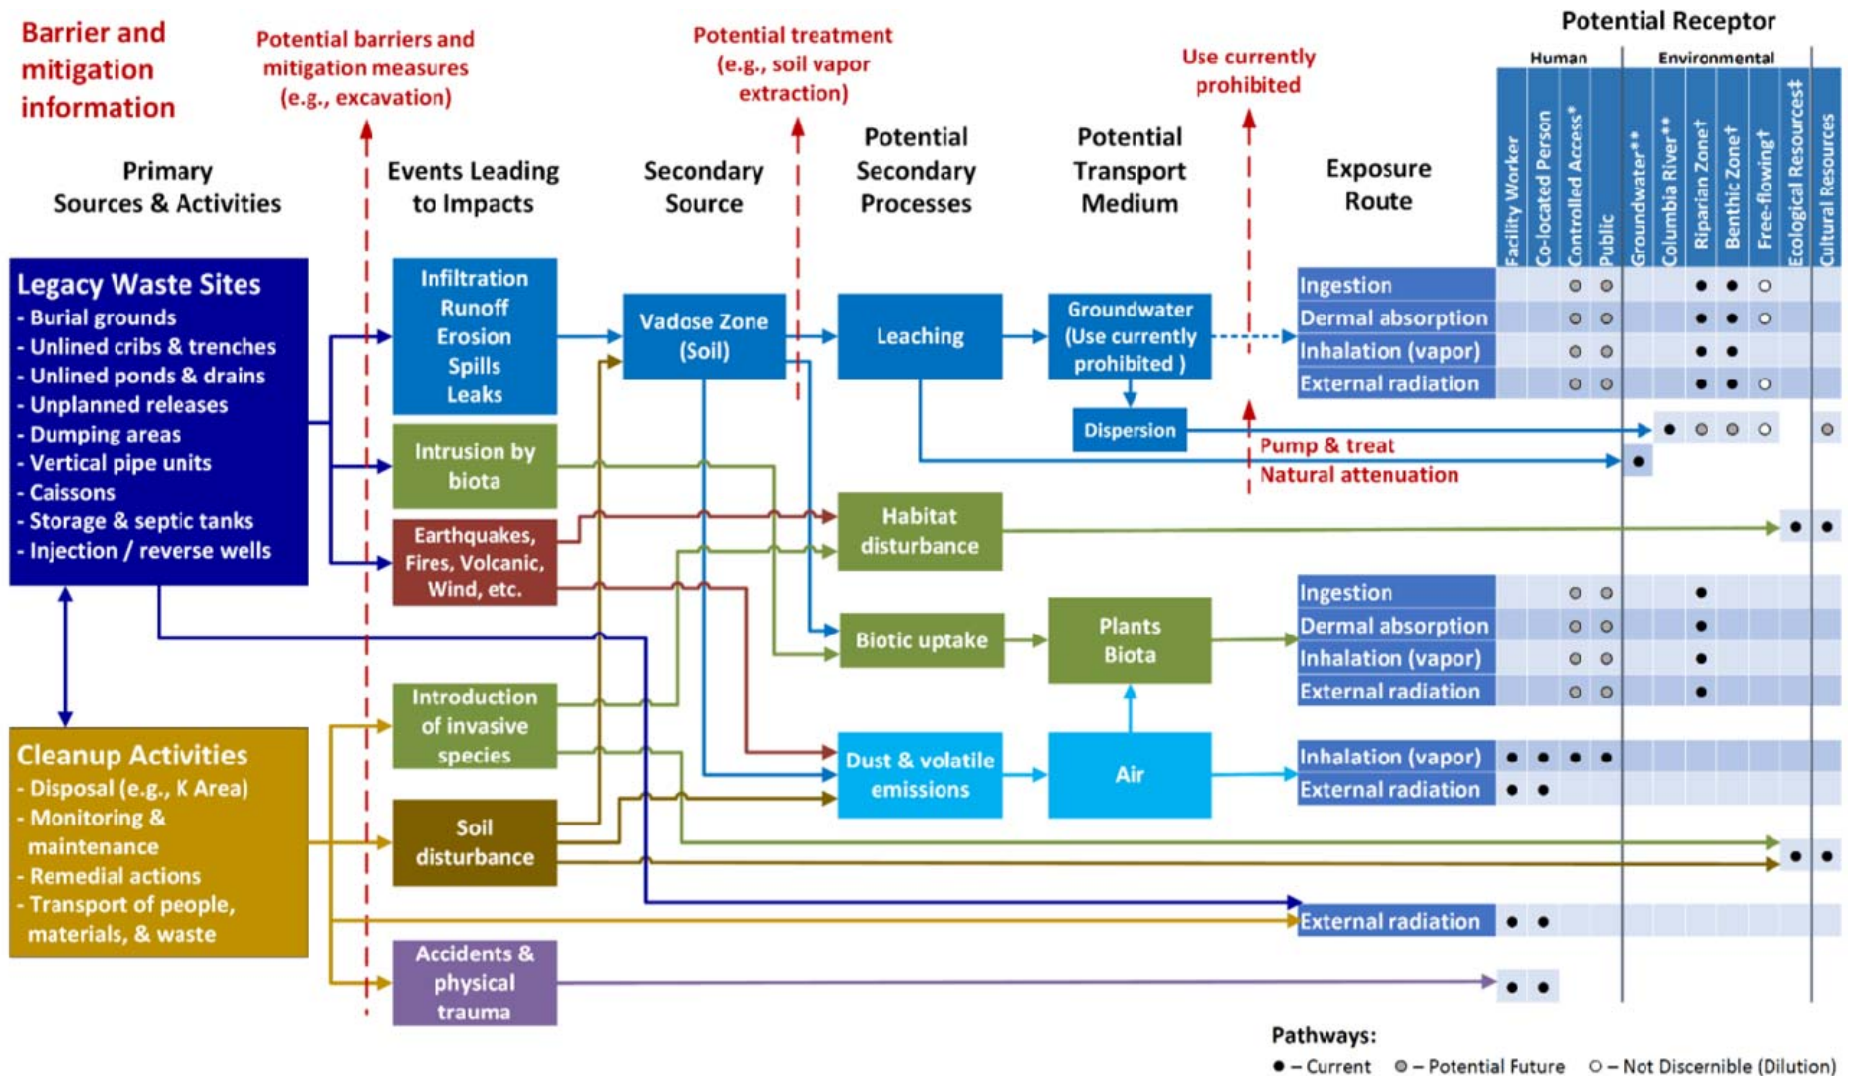 Barrier and
mitigation
information
Potential barriers and
mitigation measures
(e.g., excavation)
Potential treatment
(e.g., soil vapor
extraction)
Use currently
prohibited
Potential Receptor
Human
Environmental
Primary
Sources & Activities
Events Leading
to Impacts
Secondary
Source
Potential
Secondary
Processes
Potential
Transport
Medium
Exposure
Route
Facility Worker
Co-located Person
Controlled Access*
Public
Groundwater**
Columbia River**
Riparian Zone†
Benthic Zone†
Free-flowing†
Ecological Resources‡
Cultural Resources
Legacy Waste Sites
- Burial grounds
- Unlined cribs & trenches
- Unlined ponds & drains
- Unplanned releases
- Dumping areas
- Vertical pipe units
- Caissons
- Storage & septic tanks
- Injection / reverse wells
Infiltration
Runoff
Erosion
Spills
Leaks
Vadose Zone
(Soil)
Leaching
Groundwater
(Use currently
prohibited )
Ingestion
Dermal absorption
Inhalation (vapor)
External radiation
Dispersion
Pump & treat
Natural attenuation
Intrusion by
biota
Earthquakes,
Fires, Volcanic,
Wind, etc.
Habitat
disturbance
Biotic uptake
Plants
Biota
Ingestion
Dermal absorption
Inhalation (vapor)
External radiation
Cleanup Activities
- Disposal (e.g., K Area)
- Monitoring &
maintenance
- Remedial actions
- Transport of people,
materials, & waste
Introduction
of invasive
species
Dust & volatile
emissions
Air
Inhalation (vapor)
External radiation
Soil
disturbance
External radiation
Accidents &
physical
trauma
Pathways:
– Current
– Potential Future
– Not Discernible (Dilution)